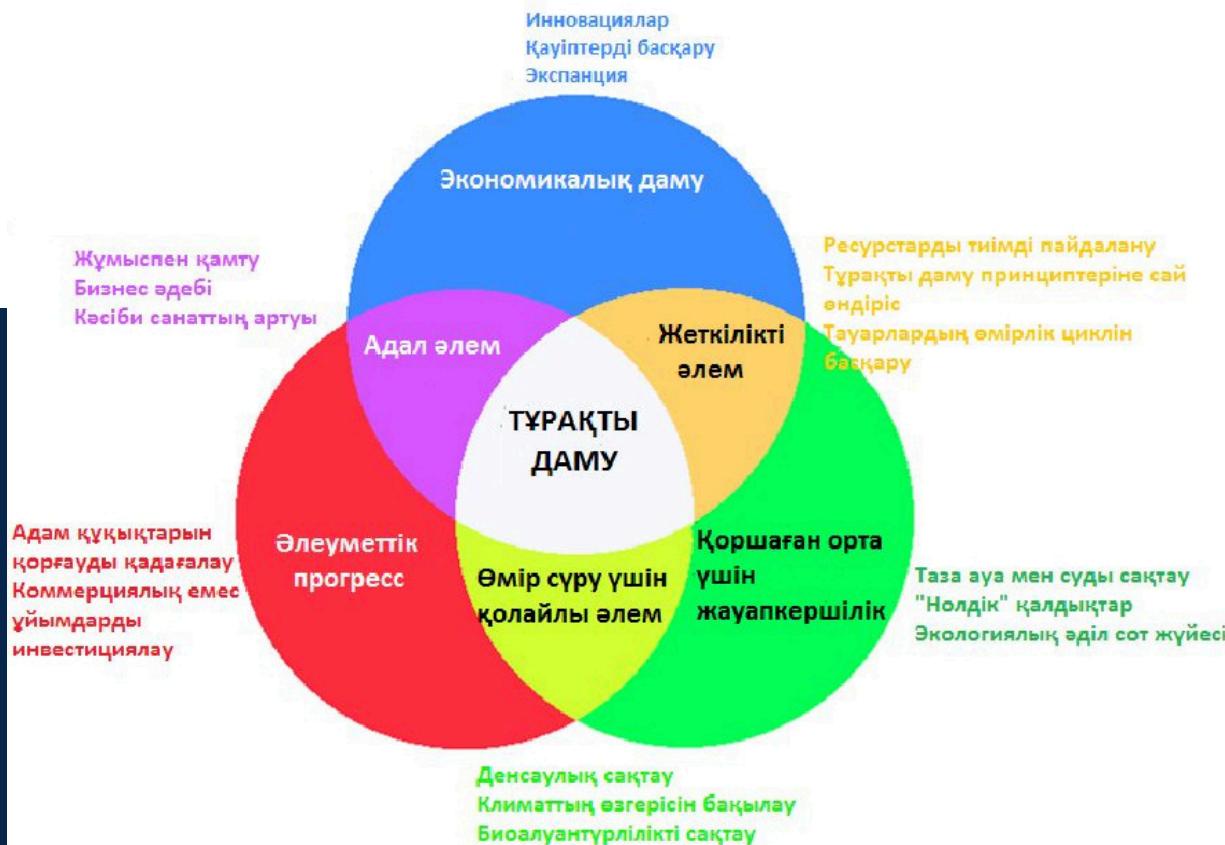 Инновациялар
Қауіптерді басқару
Экспанция
Экономикалық даму
Жұмыспен қамту
Бизнес әдебі
Кәсіби санаттық артуы
Ресурстарды тиімді пайдалану
Тұрақты даму принциптеріне сай
өндіріс
Тауарлардың өмірлік циклін
басқару
Адал әлем
Жеткілікті
әлем
ТҰРАҚТЫ
ДАМУ
Адам құқықтарын
қорғауды қадағалау
Коммерциялық емес
ұйымдарды
инвестициялау
Әлеуметтік
прогресс
Өмір сүру үшін
қолайлы әлем
Қоршаған орта
үшін
жауапкершілік
Таза ауа мен суды сақтау
"Нолдік" қалдықтар
Экологиялық әділ сот жүйесі
Денсаулық сақтау
Климаттың өзгерісін бақылау
Биоалуантүрлілікті сақтау